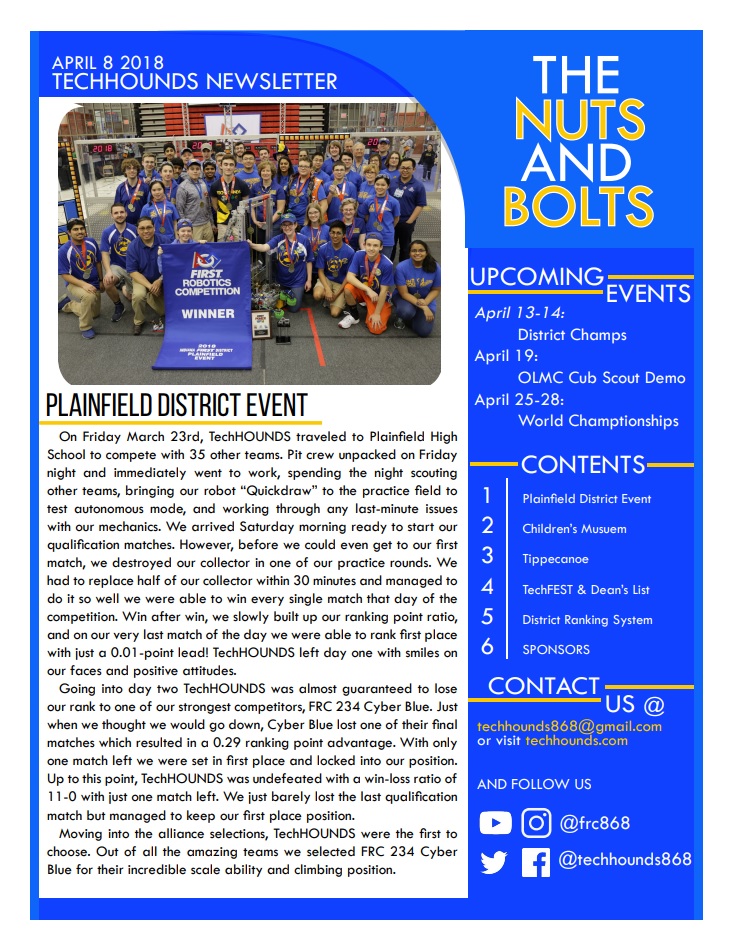 APRIL 8 2018
TECHHOUNDS NEWSLETTER
THE
NUTS
AND
BOLTS
2018
FIRST
ROBOTICS
COMPETITION
WINNER
2018
INDIANA FIRST DISTRICT
PLAINFIELD
EVENT
PLAINFIELD DISTRICT EVENT
On Friday March 23rd, TechHOUNDS traveled to Plainfield High
School to compete with 35 other teams. Pit crew unpacked on Friday
night and immediately went to work, spending the night scouting
other teams, bringing our robot “Quickdraw” to the practice field to
test autonomous mode, and working through any last-minute issues
with our mechanics. We arrived Saturday morning ready to start our
qualification matches. However, before we could even get to our first
match, we destroyed our collector in one of our practice rounds. We
had to replace half of our collector within 30 minutes and managed to
do it so well we were able to win every single match that day of the
competition. Win after win, we slowly built up our ranking point ratio,
and on our very last match of the day we were able to rank first place
with just a 0.01-point lead! TechHOUNDS left day one with smiles on
our faces and positive attitudes.
Going into day two TechHOUNDS was almost guaranteed to lose
our rank to one of our strongest competitors, FRC 234 Cyber Blue. Just
when we thought we would go down, Cyber Blue lost one of their final
matches which resulted in a 0.29 ranking point advantage. With only
one match left we were set in first place and locked into our position.
Up to this point, TechHOUNDS was undefeated with a win-loss ratio of
11-0 with just one match left. We just barely lost the last qualification
match but managed to keep our first place position.
Moving into the alliance selections, TechHOUNDS were the first to
choose. Out of all the amazing teams we selected FRC 234 Cyber
Blue for their incredible scale ability and climbing position.
UPCOMING
EVENTS
April 13-14:
District Champs
April 19:
OLMC Cub Scout Demo
April 25-28:
World Champtionships
CONTENTS
1 Plainfield District Event
2 Children's Musuem
3 Tippecanoe
4 TechFEST & Dean's List
5 District Ranking System
6 SPONSORS
CONTACT
US @
techhounds868@gmail.com
or visit techhounds.com
AND FOLLOW US
@frc868
@techhounds868